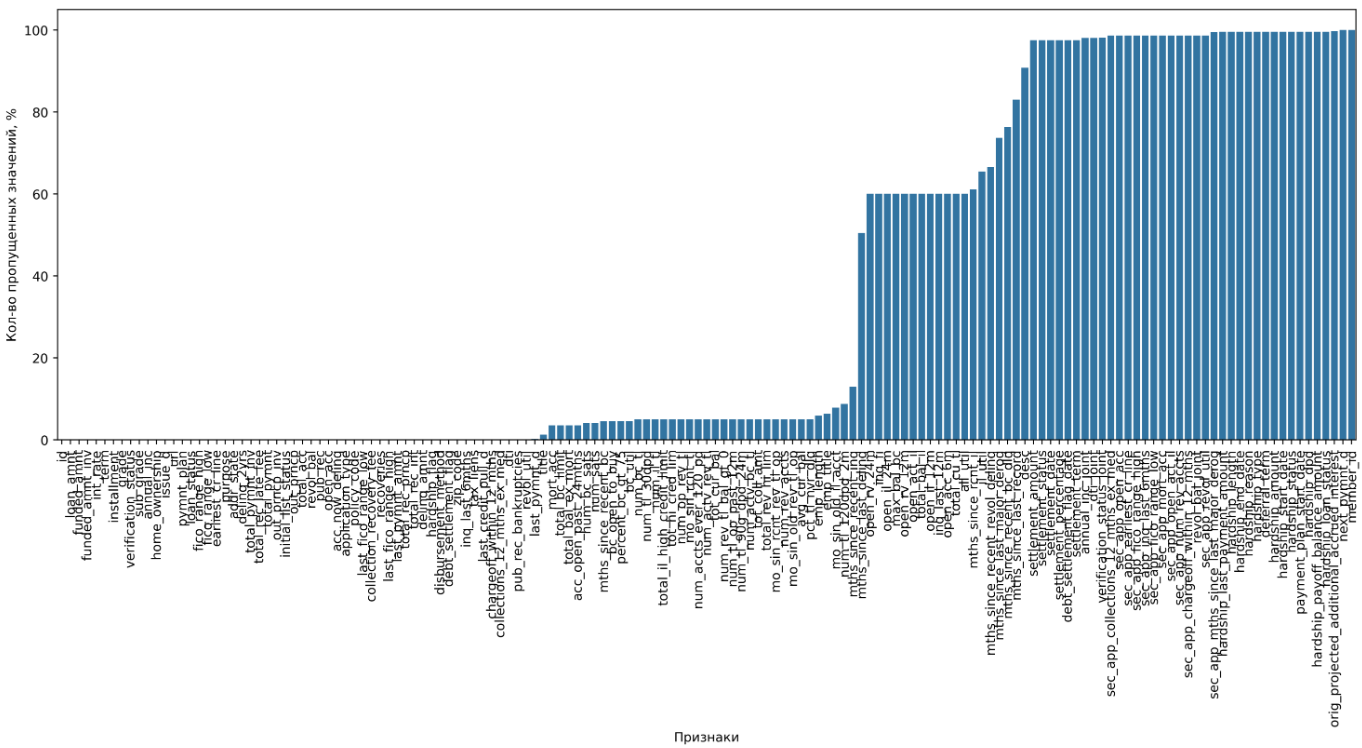 100
80
60
40
20
0
Кол-во пропущенных значений, %
id
loan_amnt
funded_amnt
funded_amnt_inv
int_rate
term
installment
grade
verification_status
sub_grade
annual_inc
home_ownership
issue_d
url
pymnt_plan
loan_status
fico_range_high
fico_range_low
earliest_cr_line
purpose
addr_state
delinq_2yrs
total_pymnt_inv
total_rec_late_fee
total_pymnt
out_prncp_inv
initial_list_status
out_prncp
total_acc
revol_bal
pub_rec
open_acc
acc_now_delinq
application_type
policy_code
last_fico_range_low
collection_recovery_fee
recoveries
last_fico_range_high
last_pymnt_amnt
total_rec_prncp
total_rec_int
delinq_amnt
hardship_flag
disbursement_method
debt_settlement_flag
zip_code
inq_last_6mths
tax_liens
last_credit_pull_d
chargeoff_within_12_mths
collections_12_mths_ex_med
dti
pub_rec_bankruptcies
revol_util
last_pymnt_d
title
mort_acc
total_bal_ex_mort
acc_open_past_24mths
num_bc_sats
num_sats
mths_since_recent_bc
bc_open_to_buy
percent_bc_gt_75
bc_util
num_bc_tl
num_tl_30dpd
total_il_high_credit_limit
num_op_rev_tl
num_accts_ever_120_pd
num_actv_rev_tl
tot_cur_bal
num_rev_tl_bal_gt_0
num_tl_op_past_12m
num_tl_90g_dpd_24m
num_actv_bc_tl
tot_coll_amt
total_rev_hi_lim
mo_sin_rcnt_rev_tl_op
num_rev_accts
mo_sin_old_rev_tl_op
avg_cur_bal
pct_tl_nvr_dlq
emp_length
emp_title
mo_sin_old_il_acct
num_tl_120dpd_2m
mths_since_recent_inq
mths_since_last_delinq
open_rv_24m
inq_fi
open_il_24m
max_bal_bc
open_rv_12m
open_act_il
total_bal_il
open_il_12m
inq_last_12m
open_acc_6m
total_cu_tl
all_util
mths_since_rcnt_il
il_util
mths_since_recent_revol_delinq
mths_since_last_major_derog
mths_since_recent_bc_dlq
mths_since_last_record
desc
settlement_amnt
settlement_status
settlement_date
settlement_percentage
debt_settlement_flag_date
settlement_term
annual_inc_joint
dti_joint
verification_status_joint
sec_app_collections_12_mths_ex_med
sec_app_open_acc
sec_app_earliest_cr_line
sec_app_fico_range_high
sec_app_inq_last_6mths
sec_app_fico_range_low
sec_app_mort_acc
sec_app_open_act_il
sec_app_num_rev_accts
sec_app_chargeoff_within_12_mths
revol_bal_joint
sec_app_revol_util
sec_app_mths_since_last_major_derog
hardship_last_payment_amount
hardship_length
hardship_end_date
hardship_reason
hardship_type
deferral_term
hardship_amount
hardship_start_date
hardship_status
payment_plan_start_date
hardship_dpd
hardship_payoff_balance_amount
hardship_loan_status
orig_projected_additional_accrued_interest
next_pymnt_d
member_id
Признаки